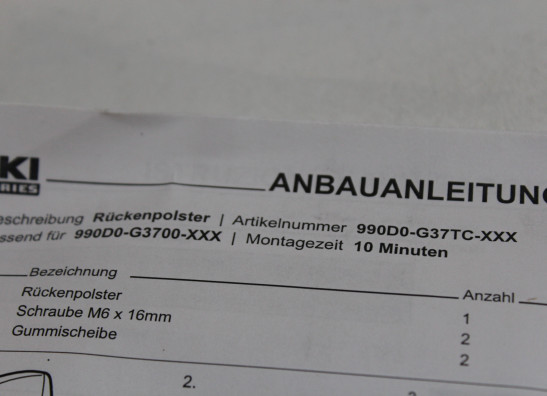 KI
RIES
ANBAUANLEITUNG
eschreibung Rückenpolster | Artikelnummer 990D0-G37TC-XXX
assend für 990D0-G3700-XXX | Montagezeit 10 Minuten
Bezeichnung Anzahl
Rückenpolster 1
Schraube M6 x 16mm 2
Gummischeibe 2
2.